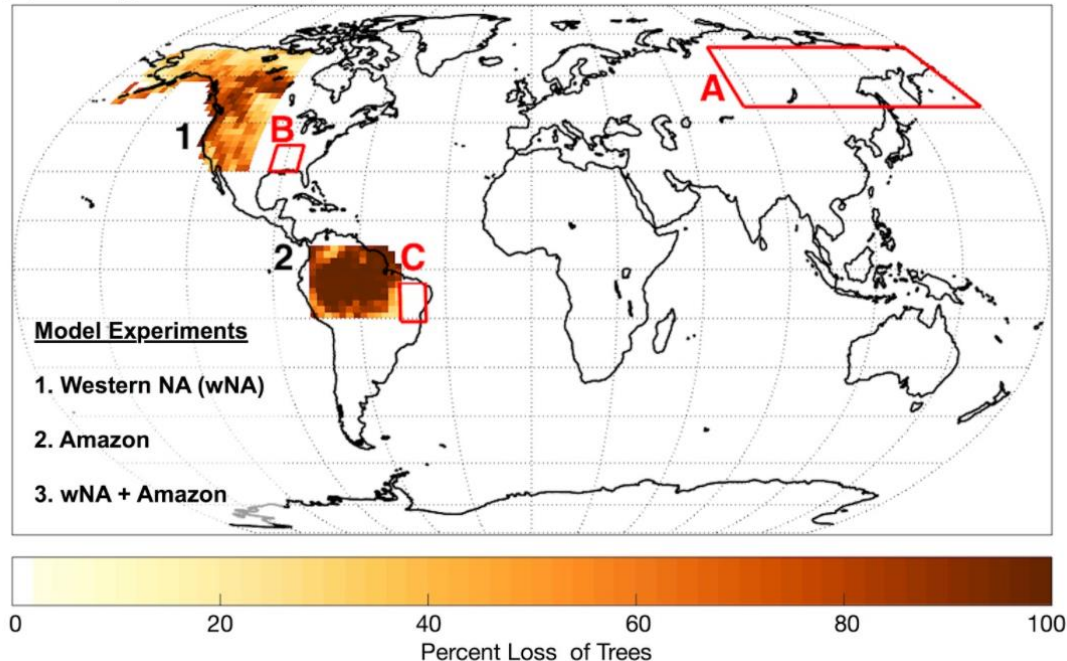 A
1
B
2
C
Model Experiments
1. Western NA (wNA)
2. Amazon
3. wNA + Amazon
0 20 40 60 80 100
Percent Loss of Trees